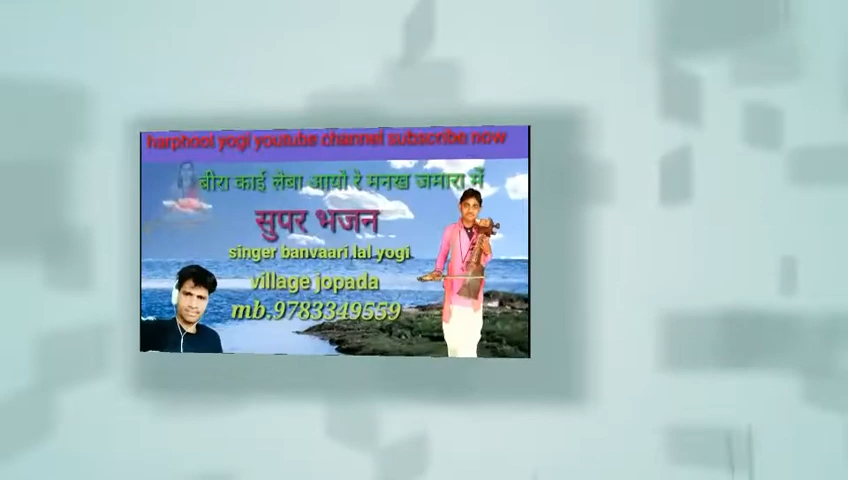 harphool yogi youtube channel subscribe now
बीरा काई लेबा आयो रे मनख जमारा में
सुपर भजन
singer banvaari lal yogi
village jopada
mb.9783349559